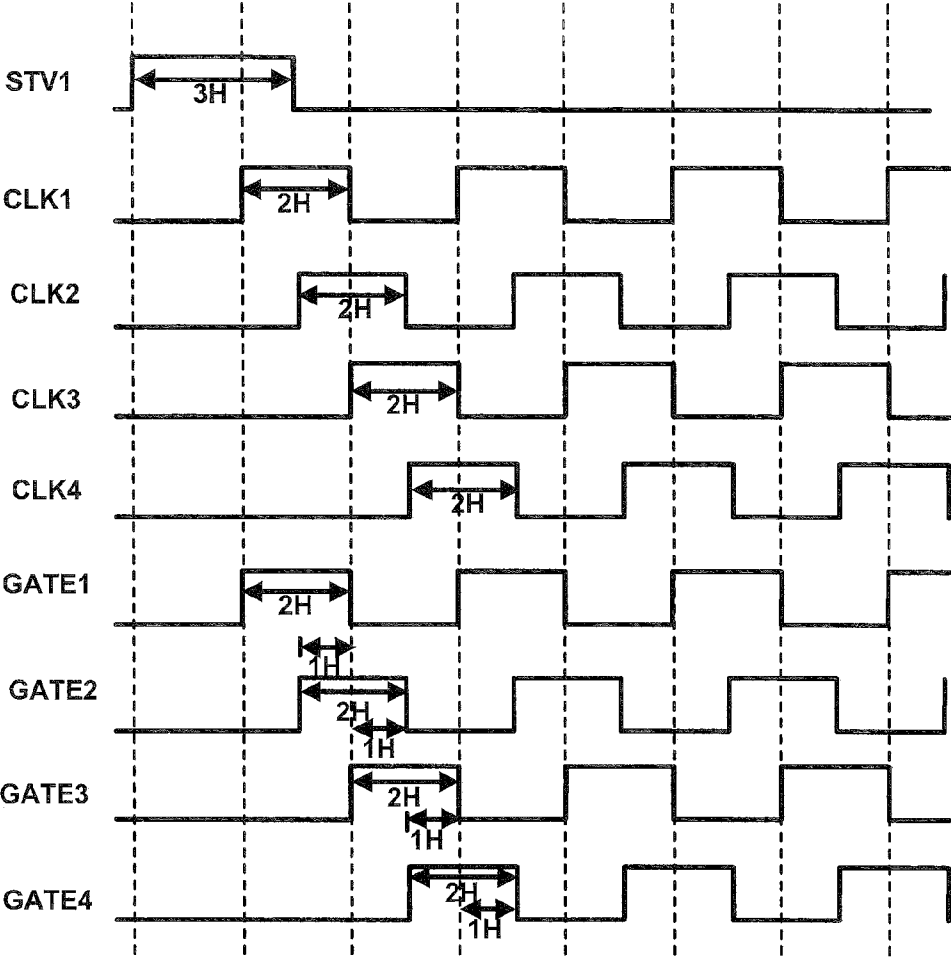 STV1
3H
CLK1
2H
CLK2
2H
CLK3
2H
CLK4
2H
GATE1
2H
1H
GATE2
2H
1H
GATE3
2H
1H
GATE4
2H
1H